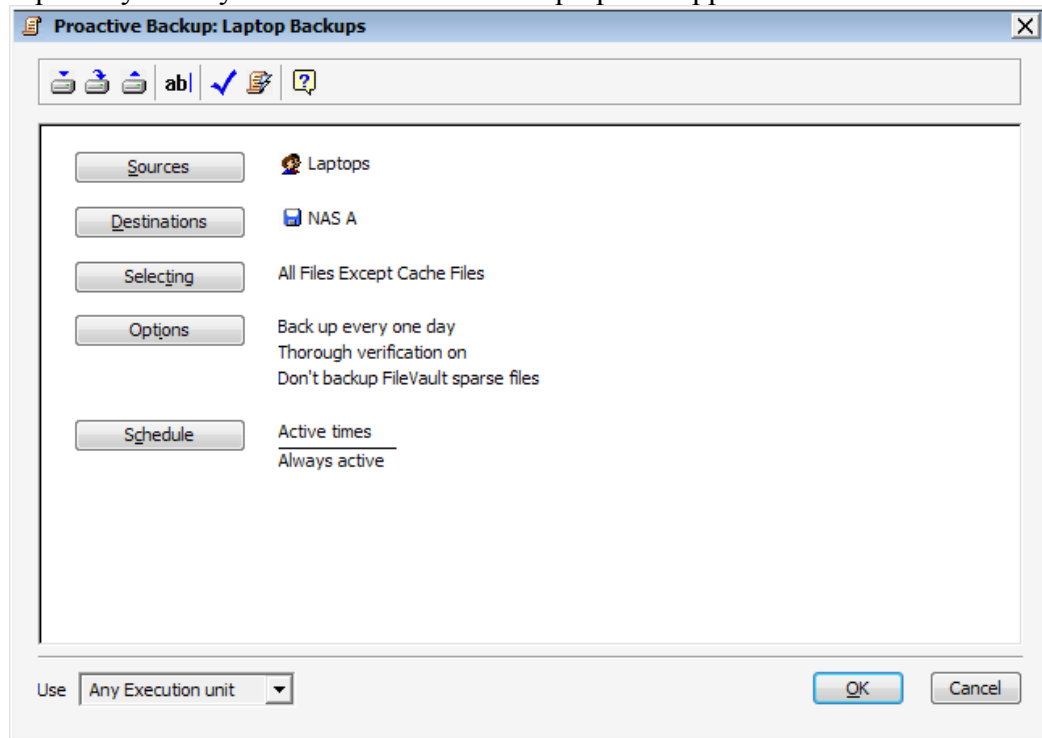 Proactive Backup: Laptop Backups
ab
Sources Laptops
Destinations NAS A
Selecting All Files Except Cache Files
Options Back up every one day
Thorough verification on
Don't backup FileVault sparse files
Schedule Active times
Always active
Use Any Execution unit OK Cancel